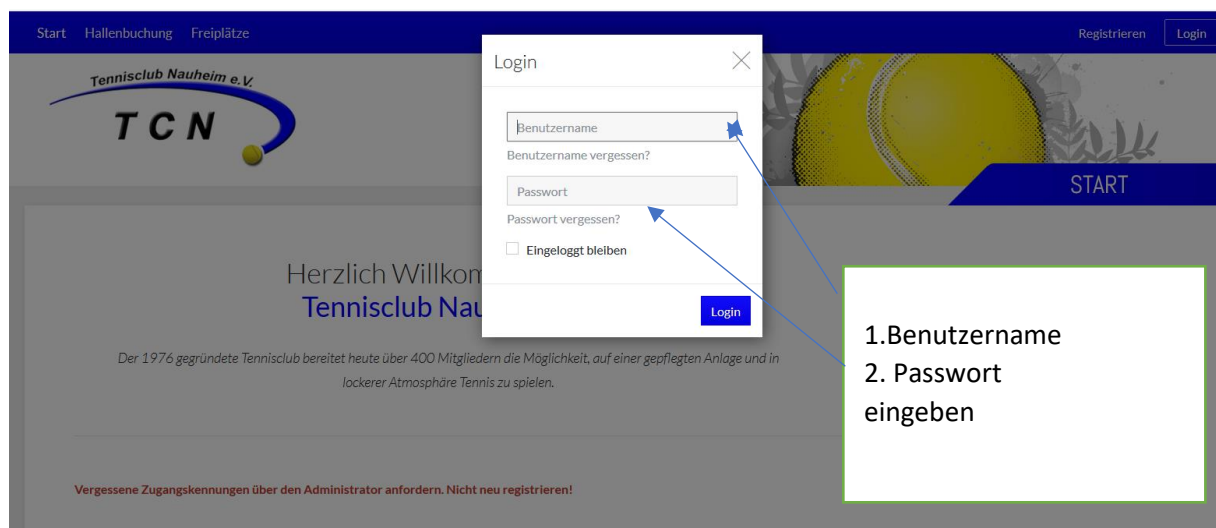 Start Hallenbuchung Freiplätze Registrieren Login
Tennisclub Nauheim e.V.
TCN
START
Login
Benutzername
Benutzername vergessen?
Passwort
Passwort vergessen?
Eingeloggt bleiben
Login
Herzlich Willkom
Tennisclub Nau
Der 1976 gegründete Tennisclub bereitet heute über 400 Mitgliedern die Möglichkeit, auf einer gepflegten Anlage und in
lockerer Atmosphäre Tennis zu spielen.
Vergessene Zugangskennungen über den Administrator anfordern. Nicht neu registrieren!
1.Benutzername
2. Passwort
eingeben